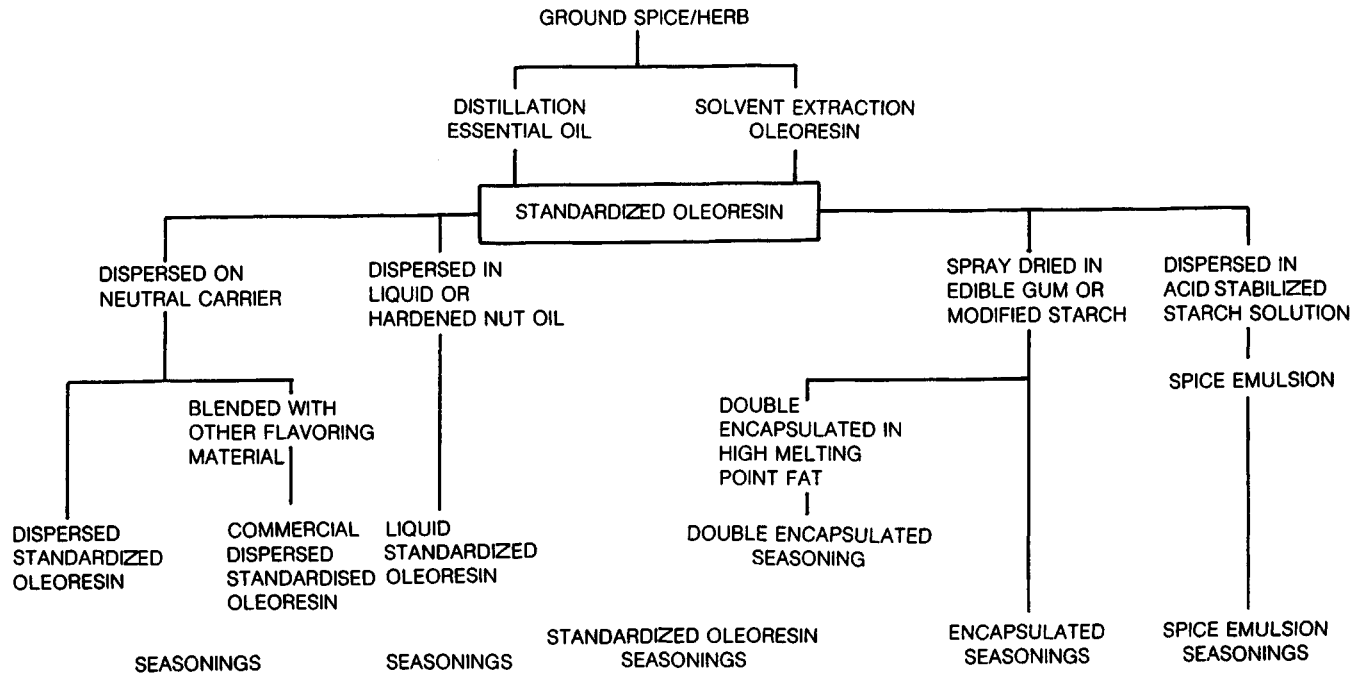 GROUND SPICE/HERB
DISTILLATION
ESSENTIAL OIL
SOLVENT EXTRACTION
OLEORESIN
STANDARDIZED OLEORESIN
DISPERSED ON
NEUTRAL CARRIER
DISPERSED IN
LIQUID OR
HARDENED NUT OIL
SPRAY DRIED IN
EDIBLE GUM OR
MODIFIED STARCH
DISPERSED IN
ACID STABILIZED
STARCH SOLUTION
SPICE EMULSION
BLENDED WITH
OTHER FLAVORING
MATERIAL
DOUBLE
ENCAPSULATED IN
HIGH MELTING
POINT FAT
DISPERSED
STANDARDIZED
OLEORESIN
COMMERCIAL
DISPERSED
STANDARDISED
OLEORESIN
LIQUID
STANDARDIZED
OLEORESIN
DOUBLE ENCAPSULATED
SEASONING
SEASONINGS
SEASONINGS
STANDARDIZED OLEORESIN
SEASONINGS
ENCAPSULATED
SEASONINGS
SPICE EMULSION
SEASONINGS